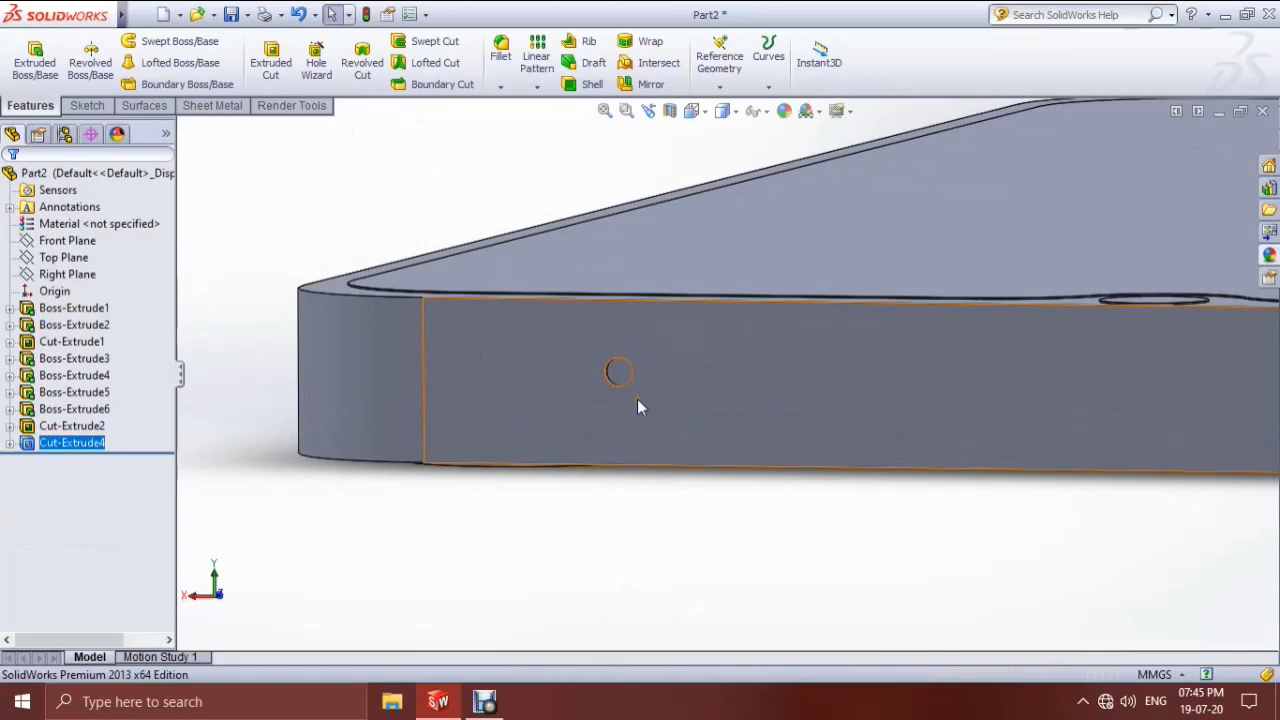 SOLIDWORKS
Part2 *
Search SolidWorks Help
Extruded Boss/Base
Revolved Boss/Base
Swept Boss/Base
Lofted Boss/Base
Boundary Boss/Base
Extruded Cut
Hole Wizard
Revolved Cut
Swept Cut
Lofted Cut
Boundary Cut
Fillet
Linear Pattern
Rib
Draft
Shell
Wrap
Intersect
Mirror
Reference Geometry
Curves
Instant3D
Features Sketch Surfaces Sheet Metal Render Tools
Part2 (Default<<Default>_Disp
Sensors
Annotations
Material <not specified>
Front Plane
Top Plane
Right Plane
Origin
Boss-Extrude1
Boss-Extrude2
Cut-Extrude1
Boss-Extrude3
Boss-Extrude4
Boss-Extrude5
Boss-Extrude6
Cut-Extrude2
Cut-Extrude4
Y
X
Z
Model Motion Study 1
SolidWorks Premium 2013 x64 Edition
MMGS
Type here to search
ENG
07:45 PM
19-07-20